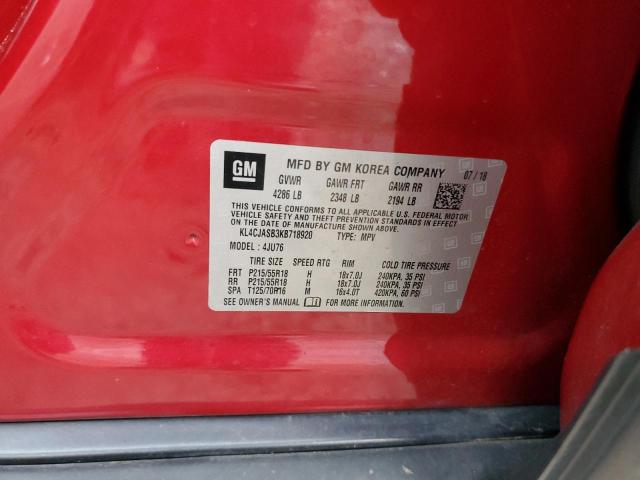 GM
MFD BY GM KOREA COMPANY 07/18
GVWR GAWR FRT GAWR RR
4286 LB 2348 LB 2194 LB
THIS VEHICLE CONFORMS TO ALL APPLICABLE U.S. FEDERAL MOTOR
VEHICLE SAFETY AND THEFT PREVENTION STANDARDS IN EFFECT ON
THE DATE OF MANUFACTURE SHOWN ABOVE.
KL4CJASB3KB718920 TYPE: MPV
MODEL: 4JU76
TIRE SIZE SPEED RTG RIM COLD TIRE PRESSURE
FRT P215/55R18 H 18x7.0J 240KPA, 35 PSI
RR P215/55R18 H 18x7.0J 240KPA, 35 PSI
SPA T125/70R16 M 16x4.0T 420KPA, 60 PSI
SEE OWNER'S MANUAL FOR MORE INFORMATION.